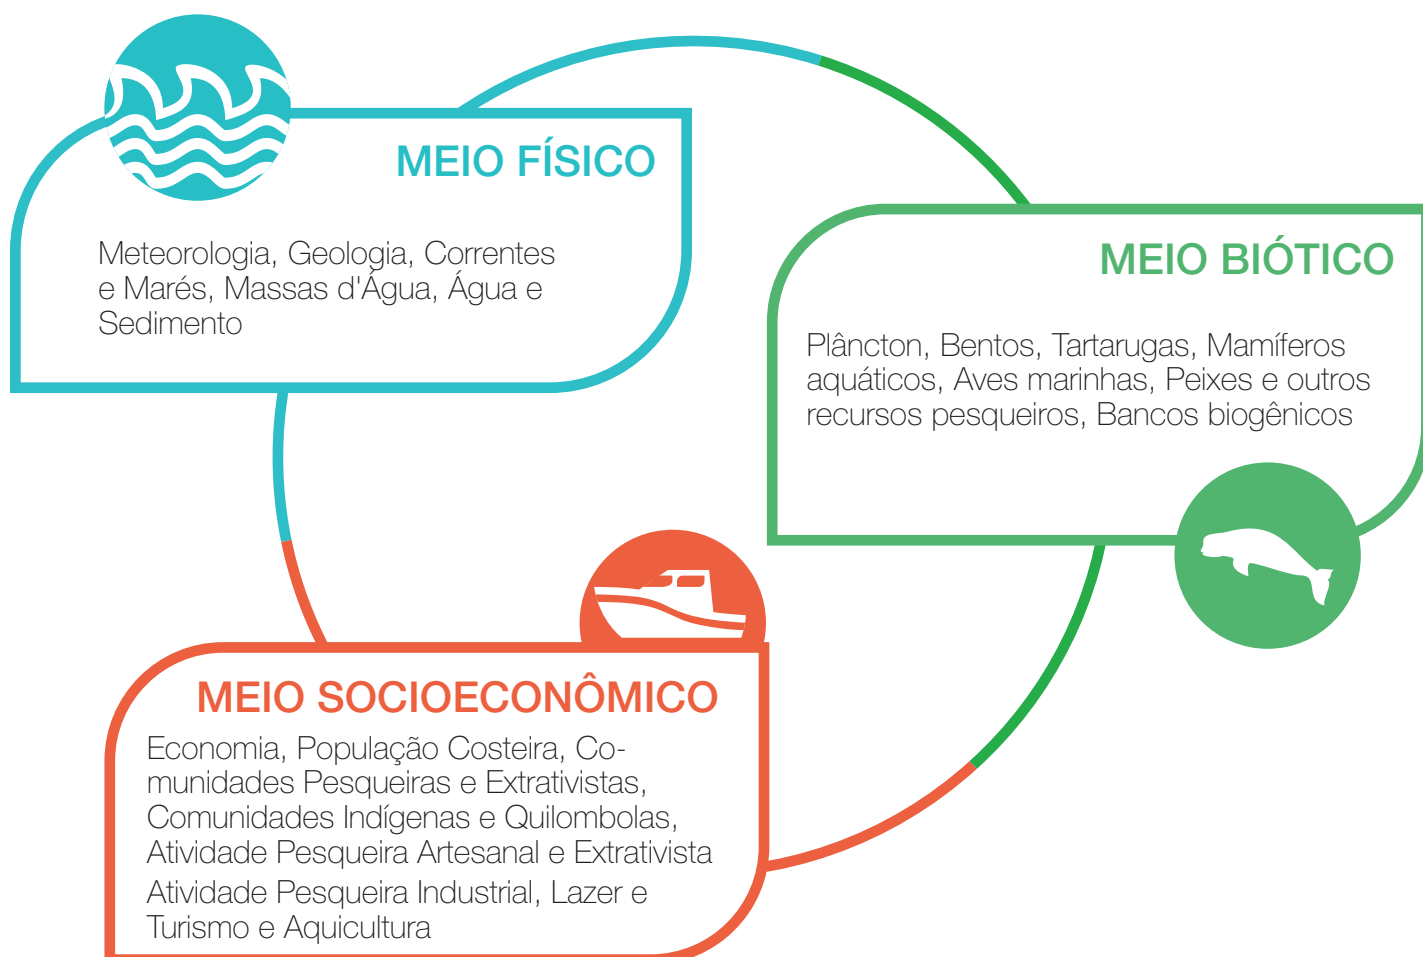 MEIO FÍSICO
Meteorologia, Geologia, Correntes
e Marés, Massas d'Água, Água e
Sedimento
MEIO BIÓTICO
Plâncton, Bentos, Tartarugas, Mamíferos
aquáticos, Aves marinhas, Peixes e outros
recursos pesqueiros, Bancos biogênicos
MEIO SOCIOECONÔMICO
Economia, População Costeira, Co-
munidades Pesqueiras e Extrativistas,
Comunidades Indígenas e Quilombolas,
Atividade Pesqueira Artesanal e Extrativista
Atividade Pesqueira Industrial, Lazer e
Turismo e Aquicultura